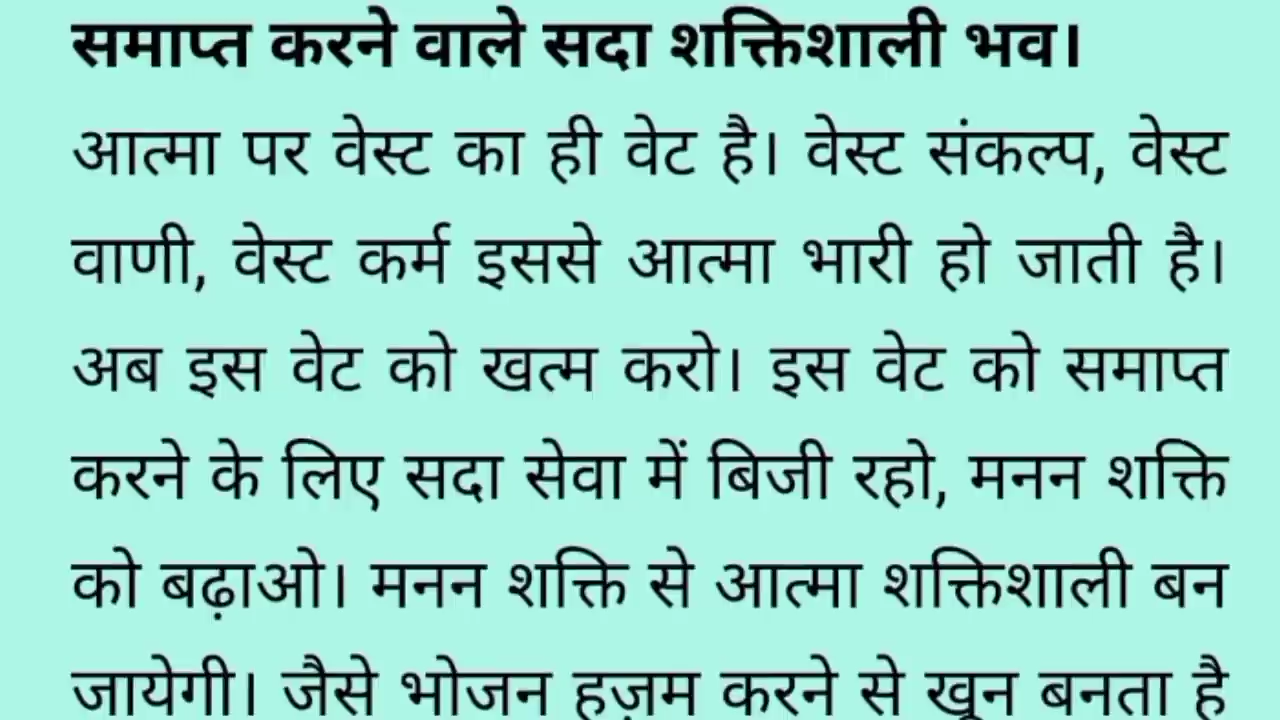 समाप्त करने वाले सदा शक्तिशाली भव।
आत्मा पर वेस्ट का ही वेट है। वेस्ट संकल्प, वेस्ट
वाणी, वेस्ट कर्म इससे आत्मा भारी हो जाती है।
अब इस वेट को खत्म करो। इस वेट को समाप्त
करने के लिए सदा सेवा में बिजी रहो, मनन शक्ति
को बढ़ाओ। मनन शक्ति से आत्मा शक्तिशाली बन
जायेगी। जैसे भोजन हज़म करने से खून बनता है